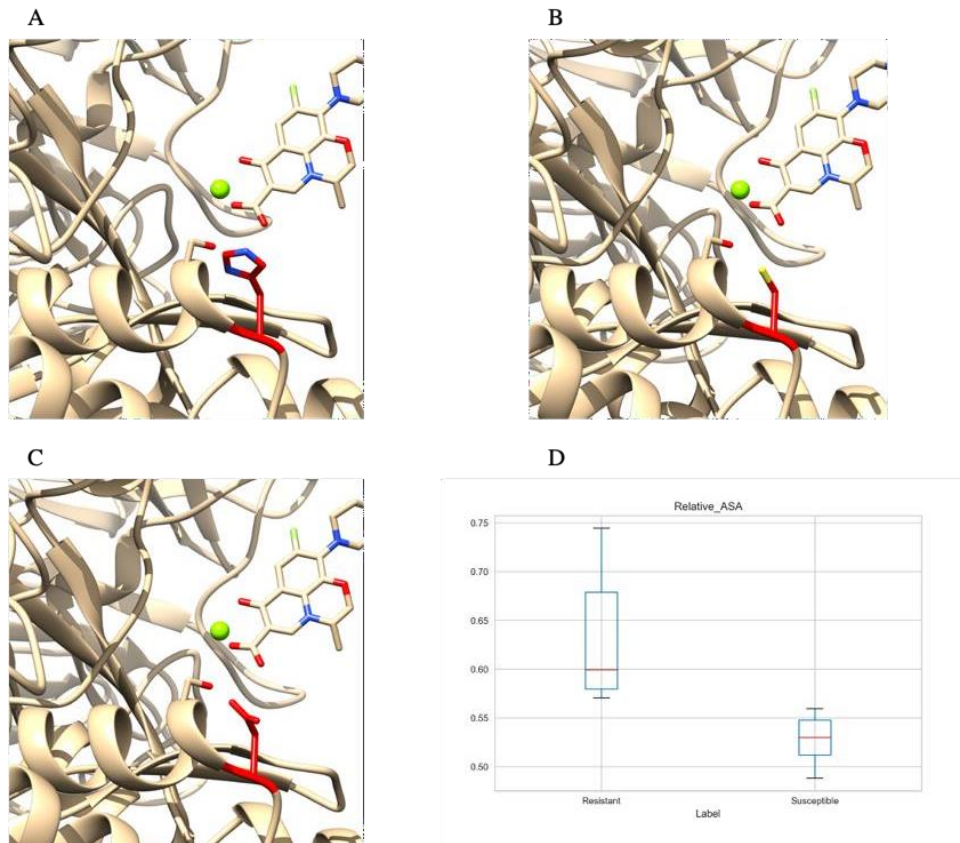 A
B
C
D
Relative_ASA
0.75
0.70
0.65
0.60
0.55
0.50
Resistant
Susceptible
Label